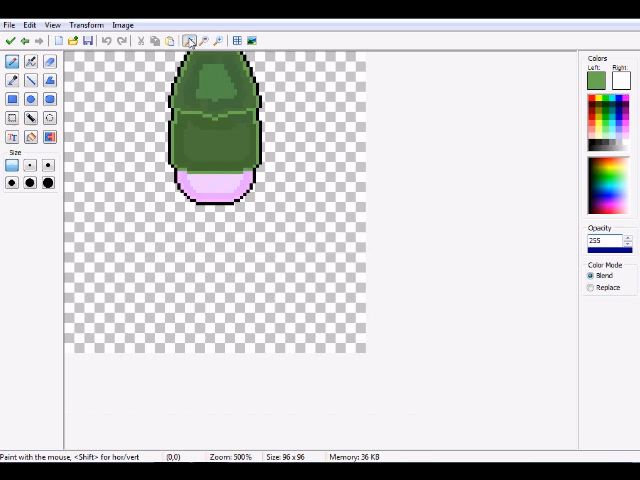 File Edit View Transform Image
Colors
Left: Right:
Size
Opacity
255
Color Mode
Blend
Replace
Paint with the mouse, <Shift> for hor/vert (0,0) Zoom: 500% Size: 96 x 96 Memory: 36 KB